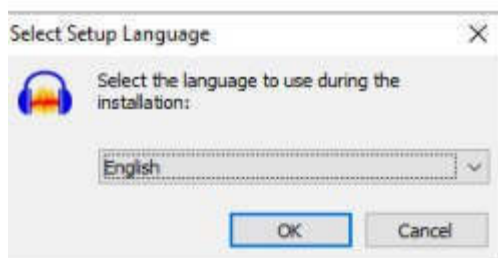 Select Setup Language
Select the language to use during the
installation:
English
OK
Cancel